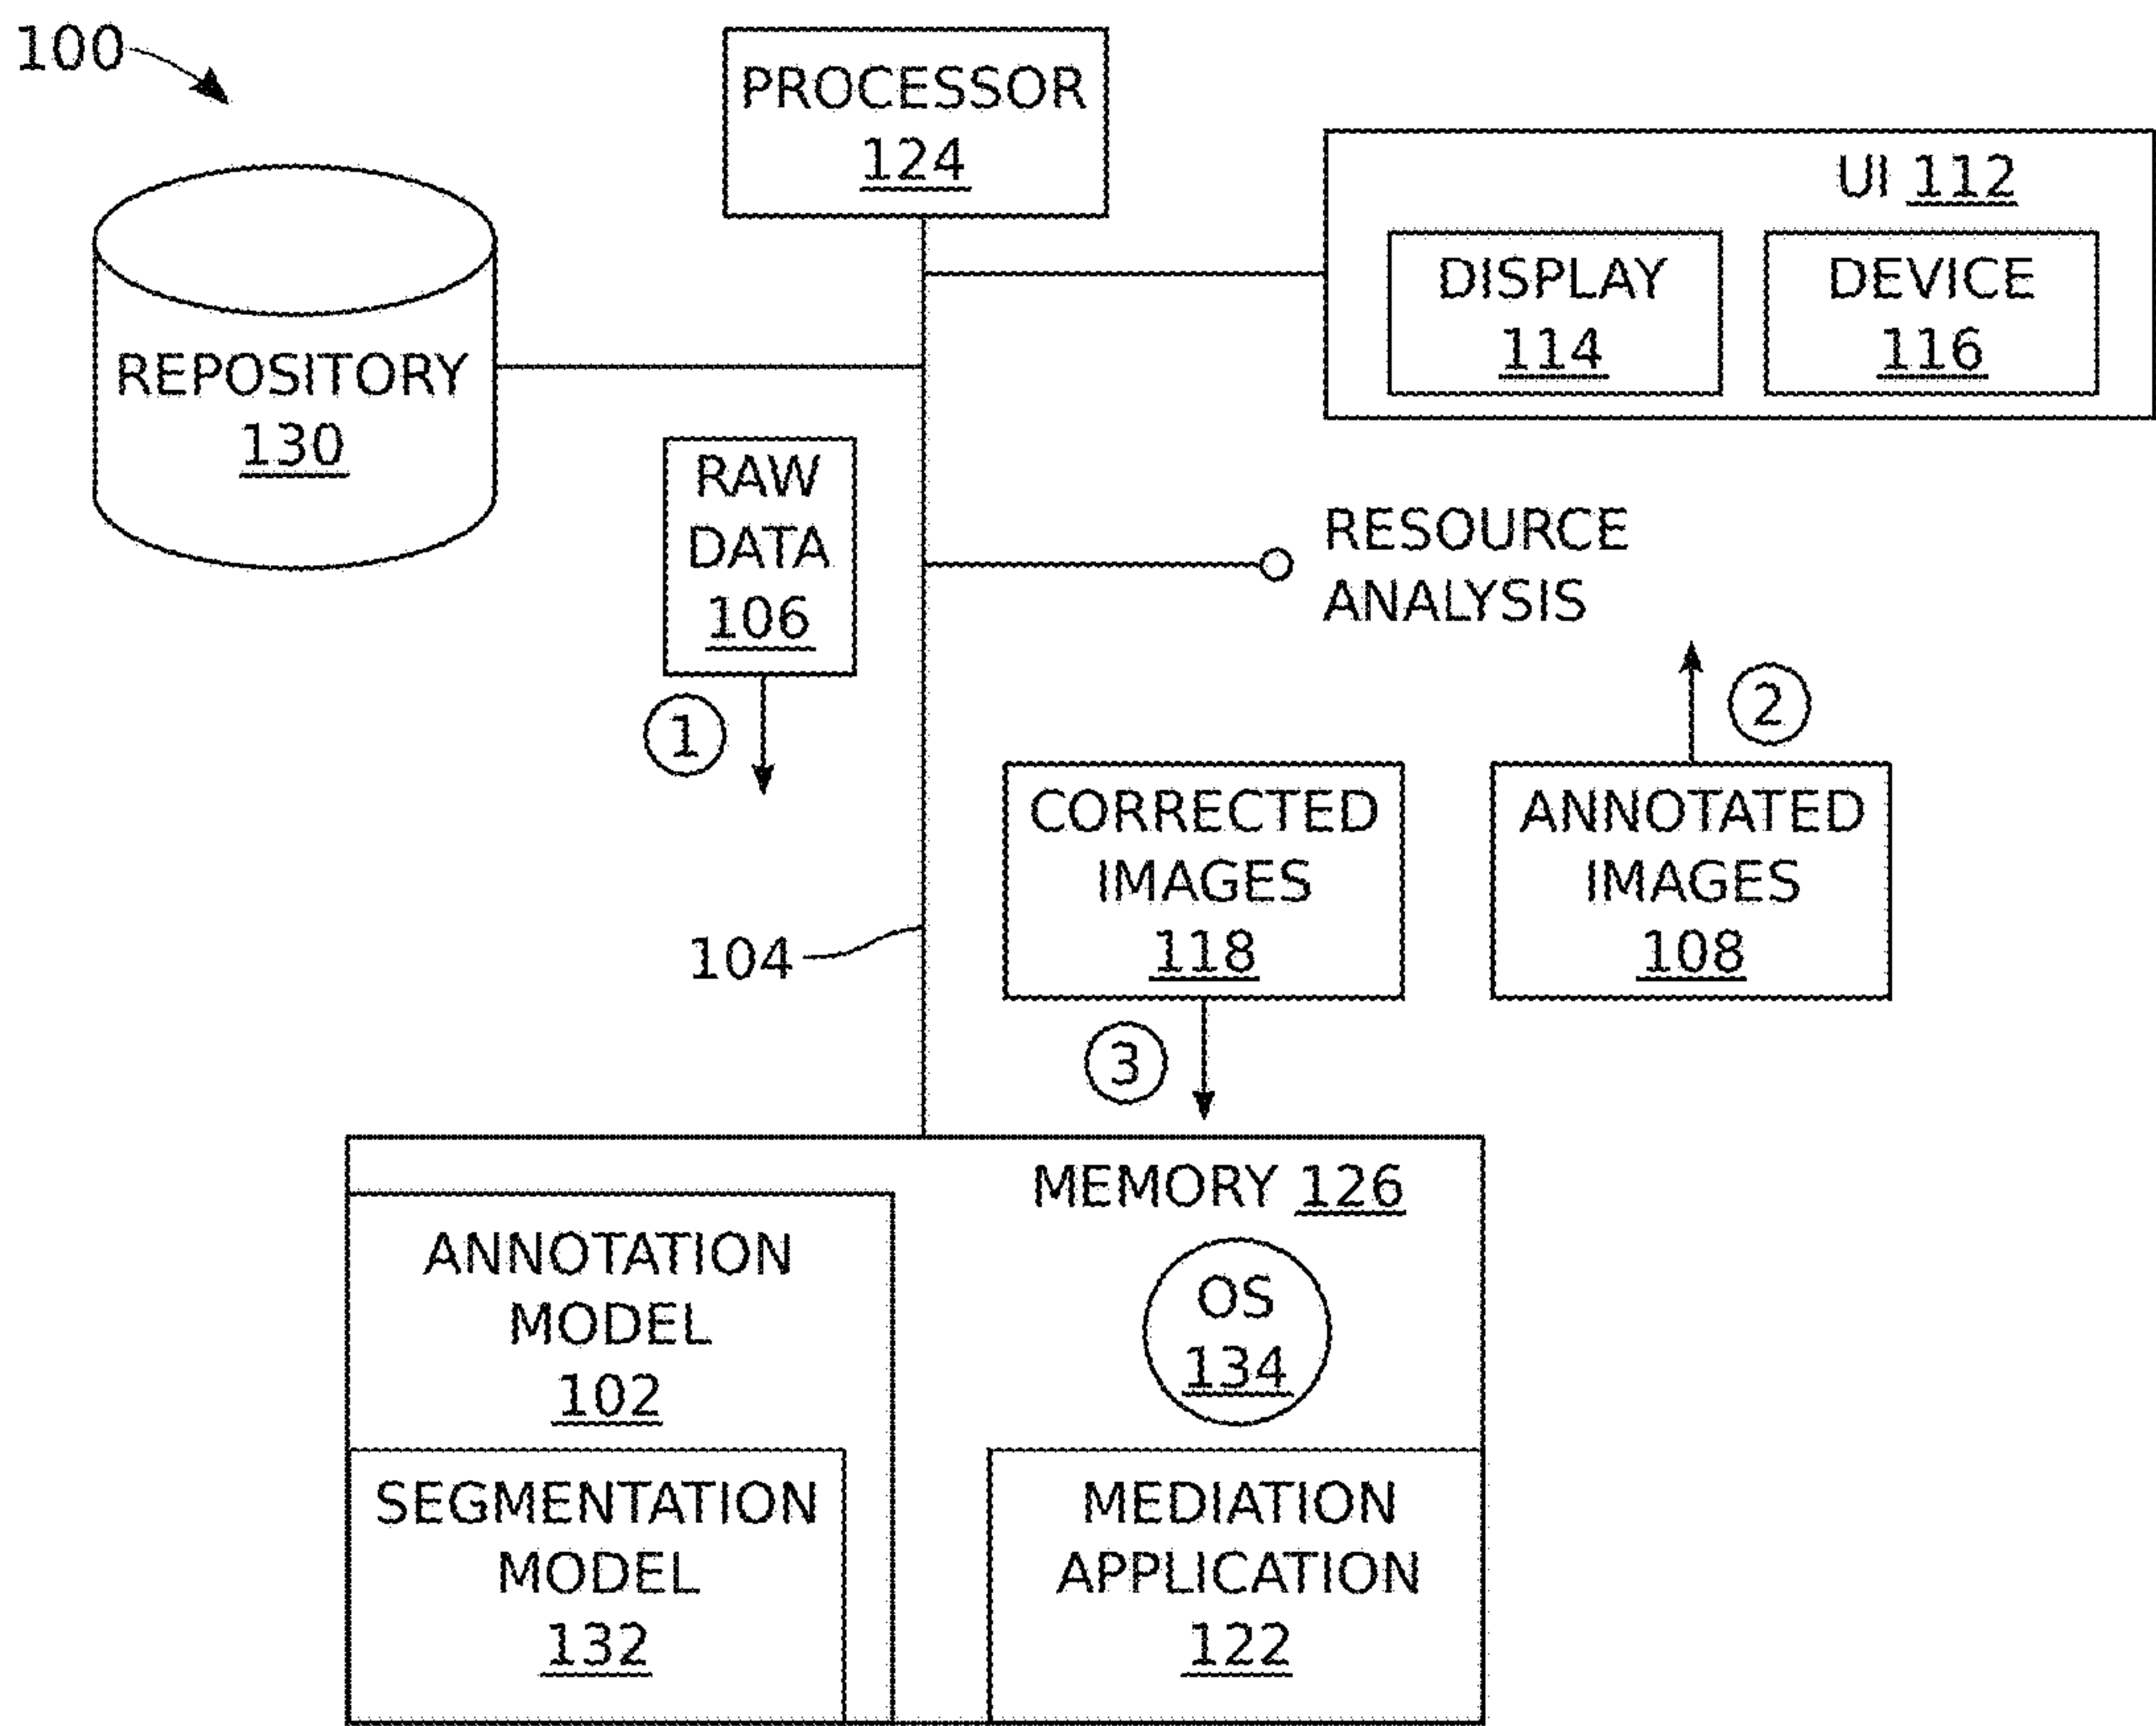 100
PROCESSOR
124
UI 112
DISPLAY
114
DEVICE
116
REPOSITORY
130
RAW
DATA
106
1
RESOURCE
ANALYSIS
2
CORRECTED
IMAGES
118
ANNOTATED
IMAGES
108
104
3
MEMORY 126
ANNOTATION
MODEL
102
OS
134
SEGMENTATION
MODEL
132
MEDIATION
APPLICATION
122